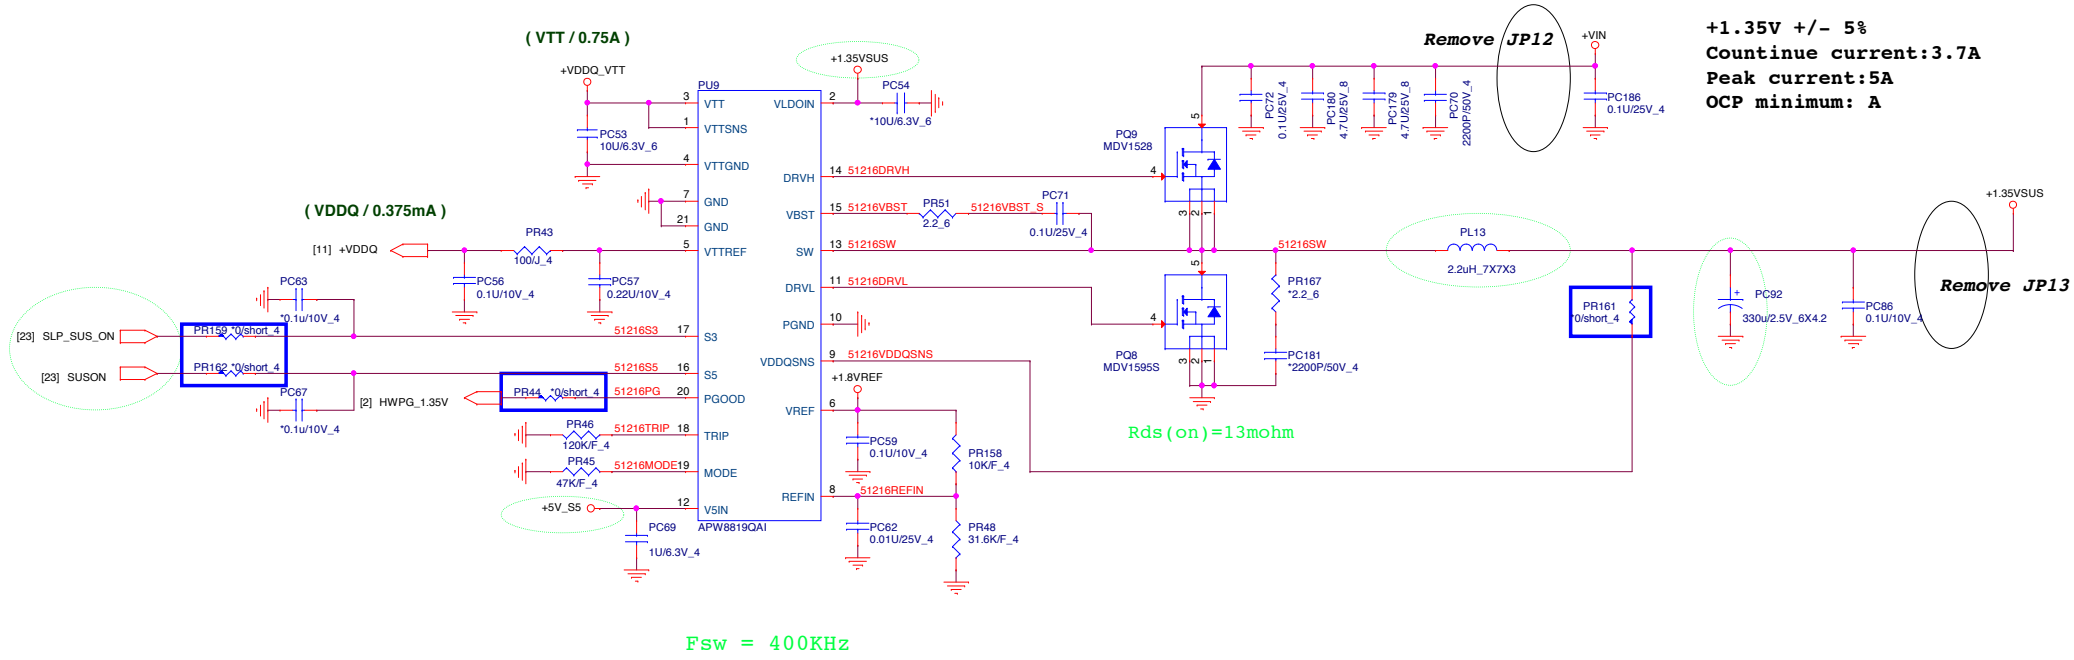 ( VTT / 0.75A )
+VDDQ_VTT
PC53
10U/6.3V_6
( VDDQ / 0.375mA )
[11] +VDDQ
PR43
100/J_4
PC56
0.1U/10V_4
PC57
0.22U/10V_4
PC63
*0.1u/10V_4
[23] SLP_SUS_ON
PR159 *0/short_4
51216S3
[23] SUSON
PR162 *0/short_4
51216S5
PC67
*0.1u/10V_4
[2] HWPG_1.35V
PR44 *0/short_4
51216PG
PR46
120K/F_4
51216TRIP
PR45
47K/F_4
51216MODE
+5V_S5
PC69
1U/6.3V_4
PU9
3 VTT
1 VTTSNS
4 VTTGND
7 GND
21 GND
5 VTTREF
17 S3
16 S5
20 PGOOD
18 TRIP
19 MODE
12 V5IN
VLDOIN 2
DRVH 14
VBST 15
SW 13
DRVL 11
PGND 10
VDDQSNS 9
VREF 6
REFIN 8
APW8819QAI
+1.35VSUS
PC54
*10U/6.3V_6
51216DRVH
51216VBST
PR51
2.2_6
51216VBST_S
PC71
0.1U/25V_4
51216SW
51216DRVL
51216VDDQSNS
+1.8VREF
PC59
0.1U/10V_4
PR158
10K/F_4
51216REFIN
PC62
0.01U/25V_4
PR48
31.6K/F_4
PQ9
MDV1528
5
4
3
2
1
PQ8
MDV1595S
5
4
3
2
1
Rds(on)=13mohm
PC72
0.1U/25V_4
PC180
4.7U/25V_8
PC179
4.7U/25V_8
PC70
2200P/50V_4
Remove JP12
+VIN
PC186
0.1U/25V_4
51216SW
PR167
*2.2_6
PC181
*2200P/50V_4
PL13
2.2uH_7X7X3
PR161
*0/short_4
PC92
+
330u/2.5V_6X4.2
PC86
0.1U/10V_4
+1.35VSUS
Remove JP13
+1.35V +/- 5%
Countinue current:3.7A
Peak current:5A
OCP minimum: A
Fsw = 400KHz